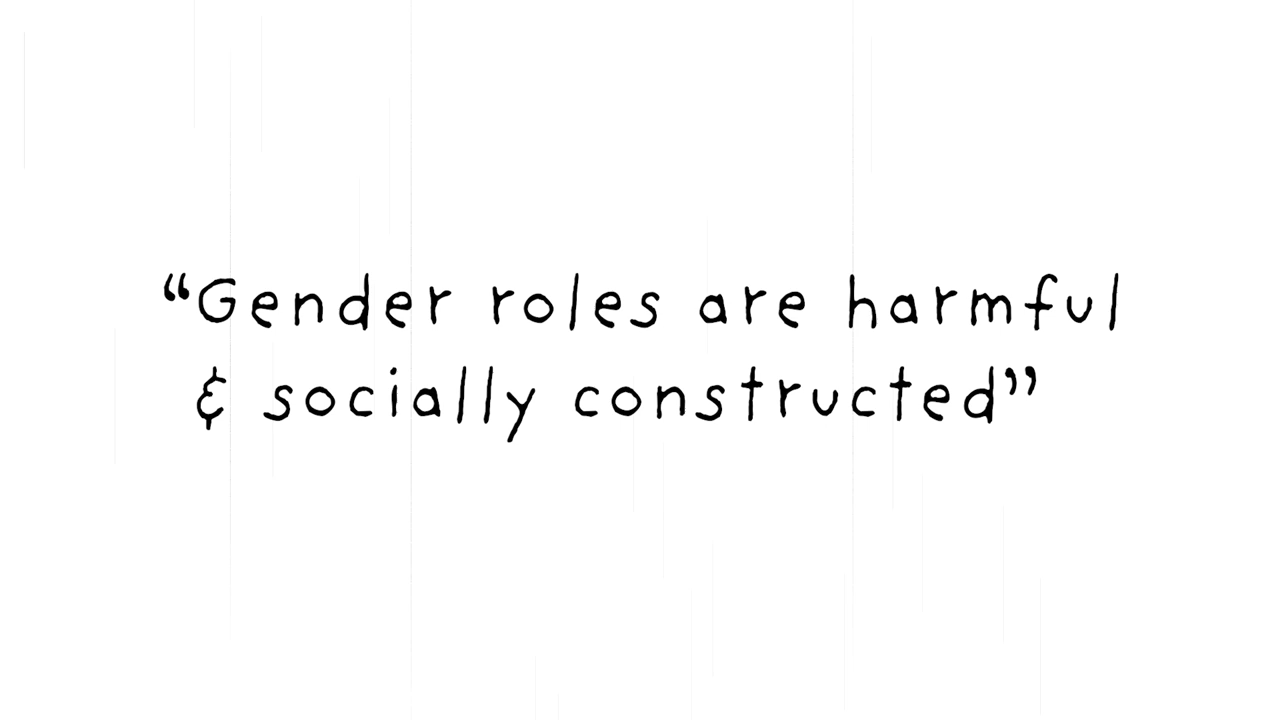 “Gender roles are harmful
& socially constructed”